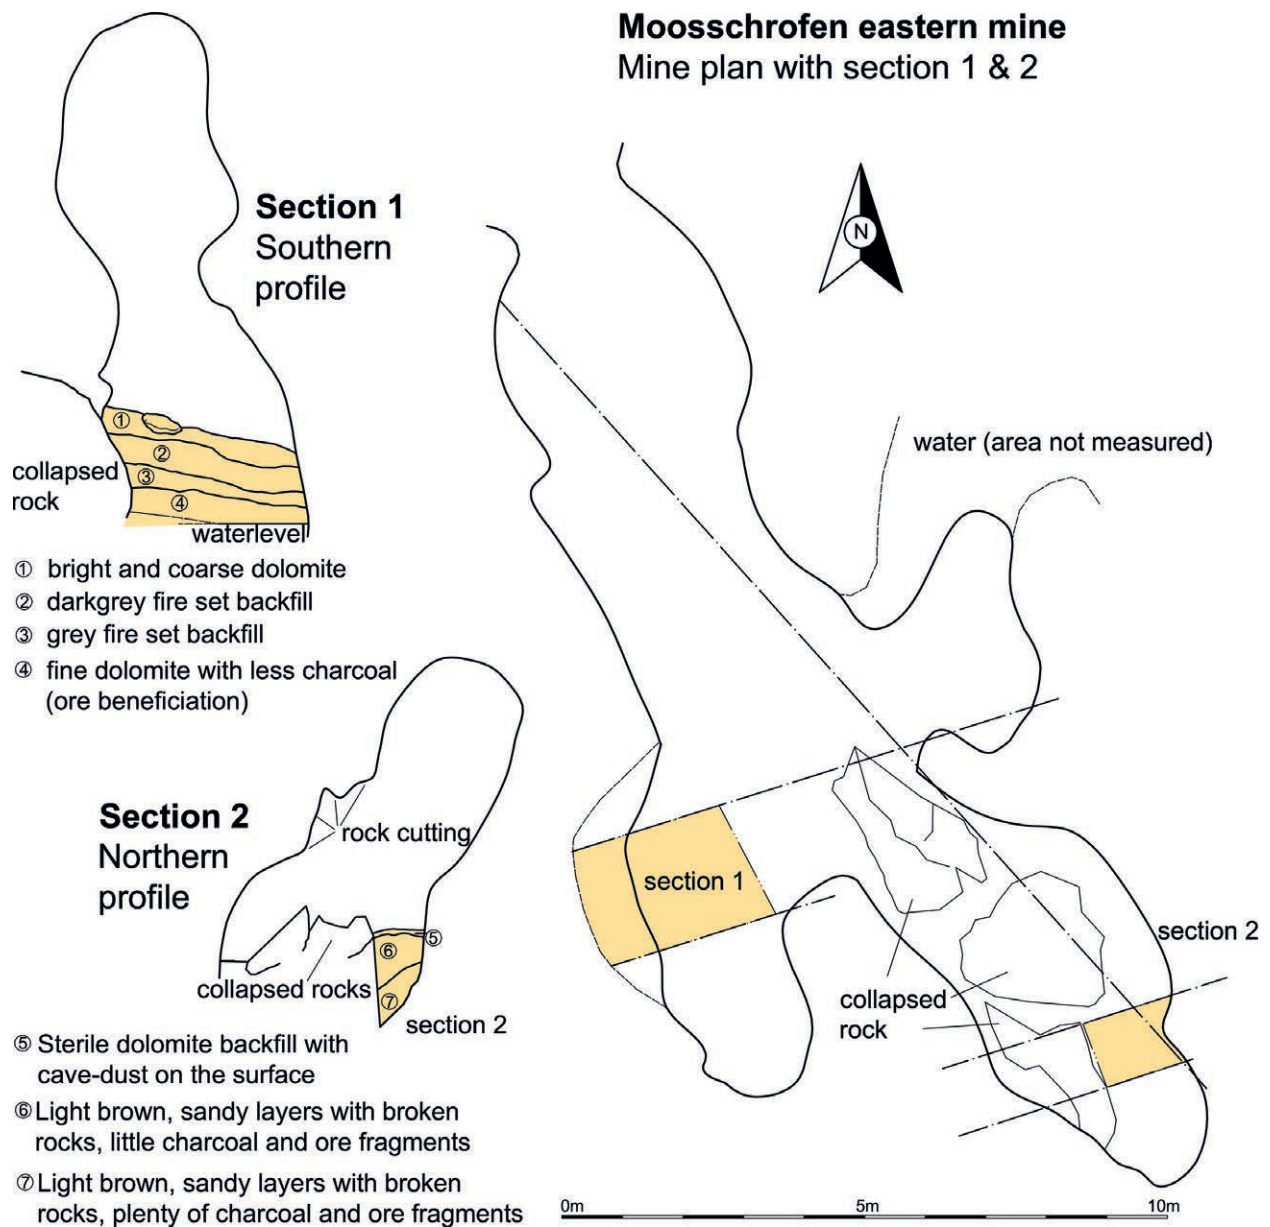 Moosschrofen eastern mine
Mine plan with section 1 & 2
N
Section 1
Southern
profile
①
②
③
④
collapsed
rock
waterlevel
① bright and coarse dolomite
② darkgrey fire set backfill
③ grey fire set backfill
④ fine dolomite with less charcoal
(ore beneficiation)
Section 2
Northern
profile
rock cutting
⑤
⑥
⑦
collapsed rocks
section 2
⑤ Sterile dolomite backfill with
cave-dust on the surface
⑥ Light brown, sandy layers with broken
rocks, little charcoal and ore fragments
⑦ Light brown, sandy layers with broken
rocks, plenty of charcoal and ore fragments
water (area not measured)
section 1
section 2
collapsed
rock
0m 5m 10m